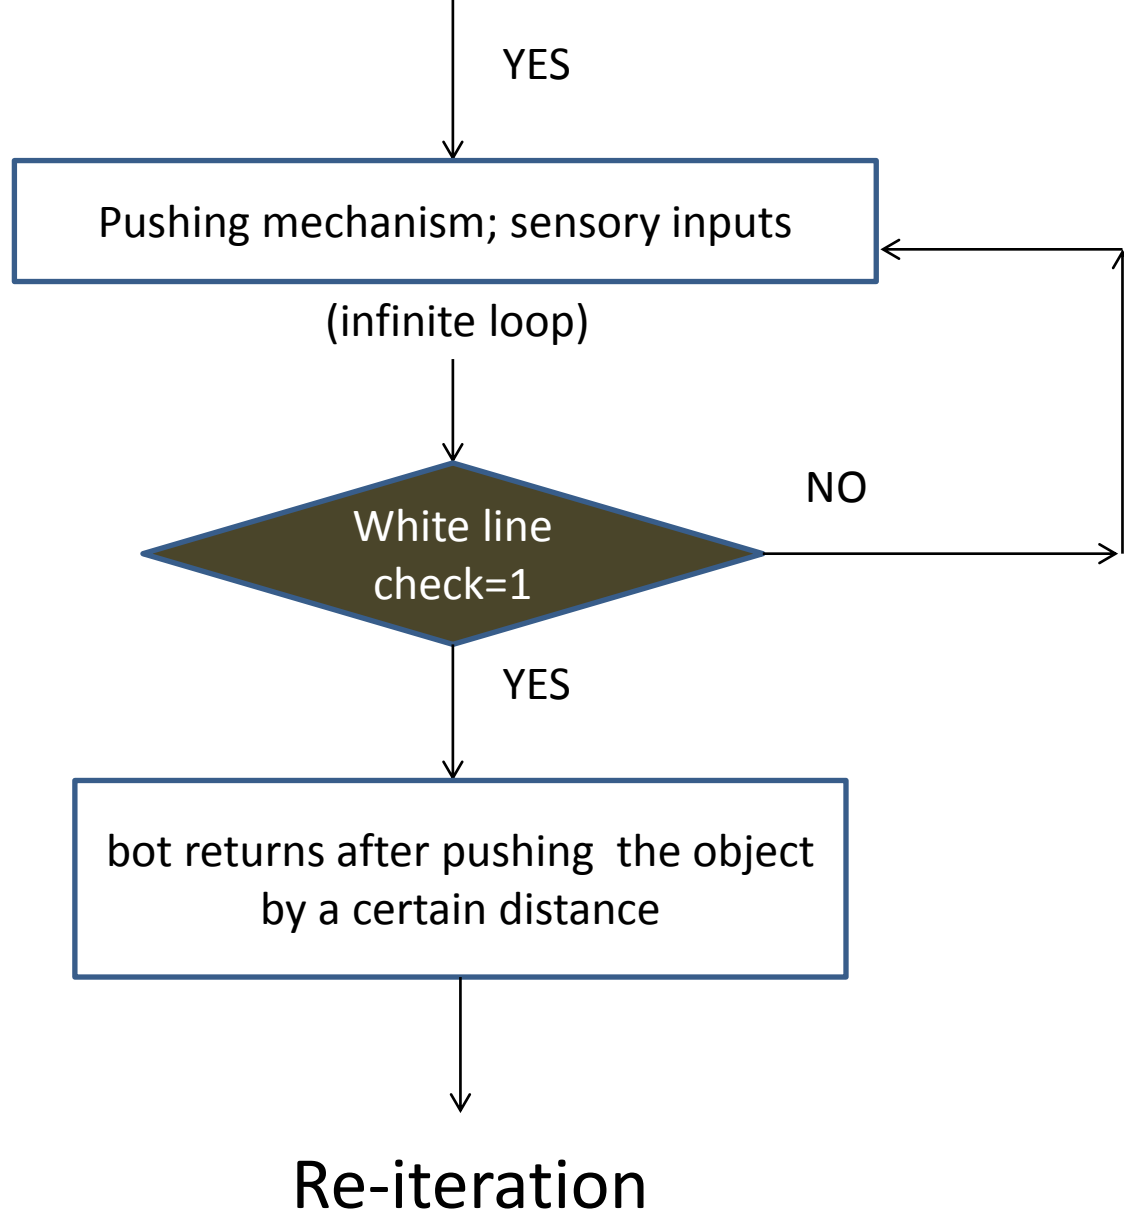 YES
Pushing mechanism; sensory inputs
(infinite loop)
NO
White line
check=1
YES
bot returns after pushing  the object
by a certain distance
Re-iteration